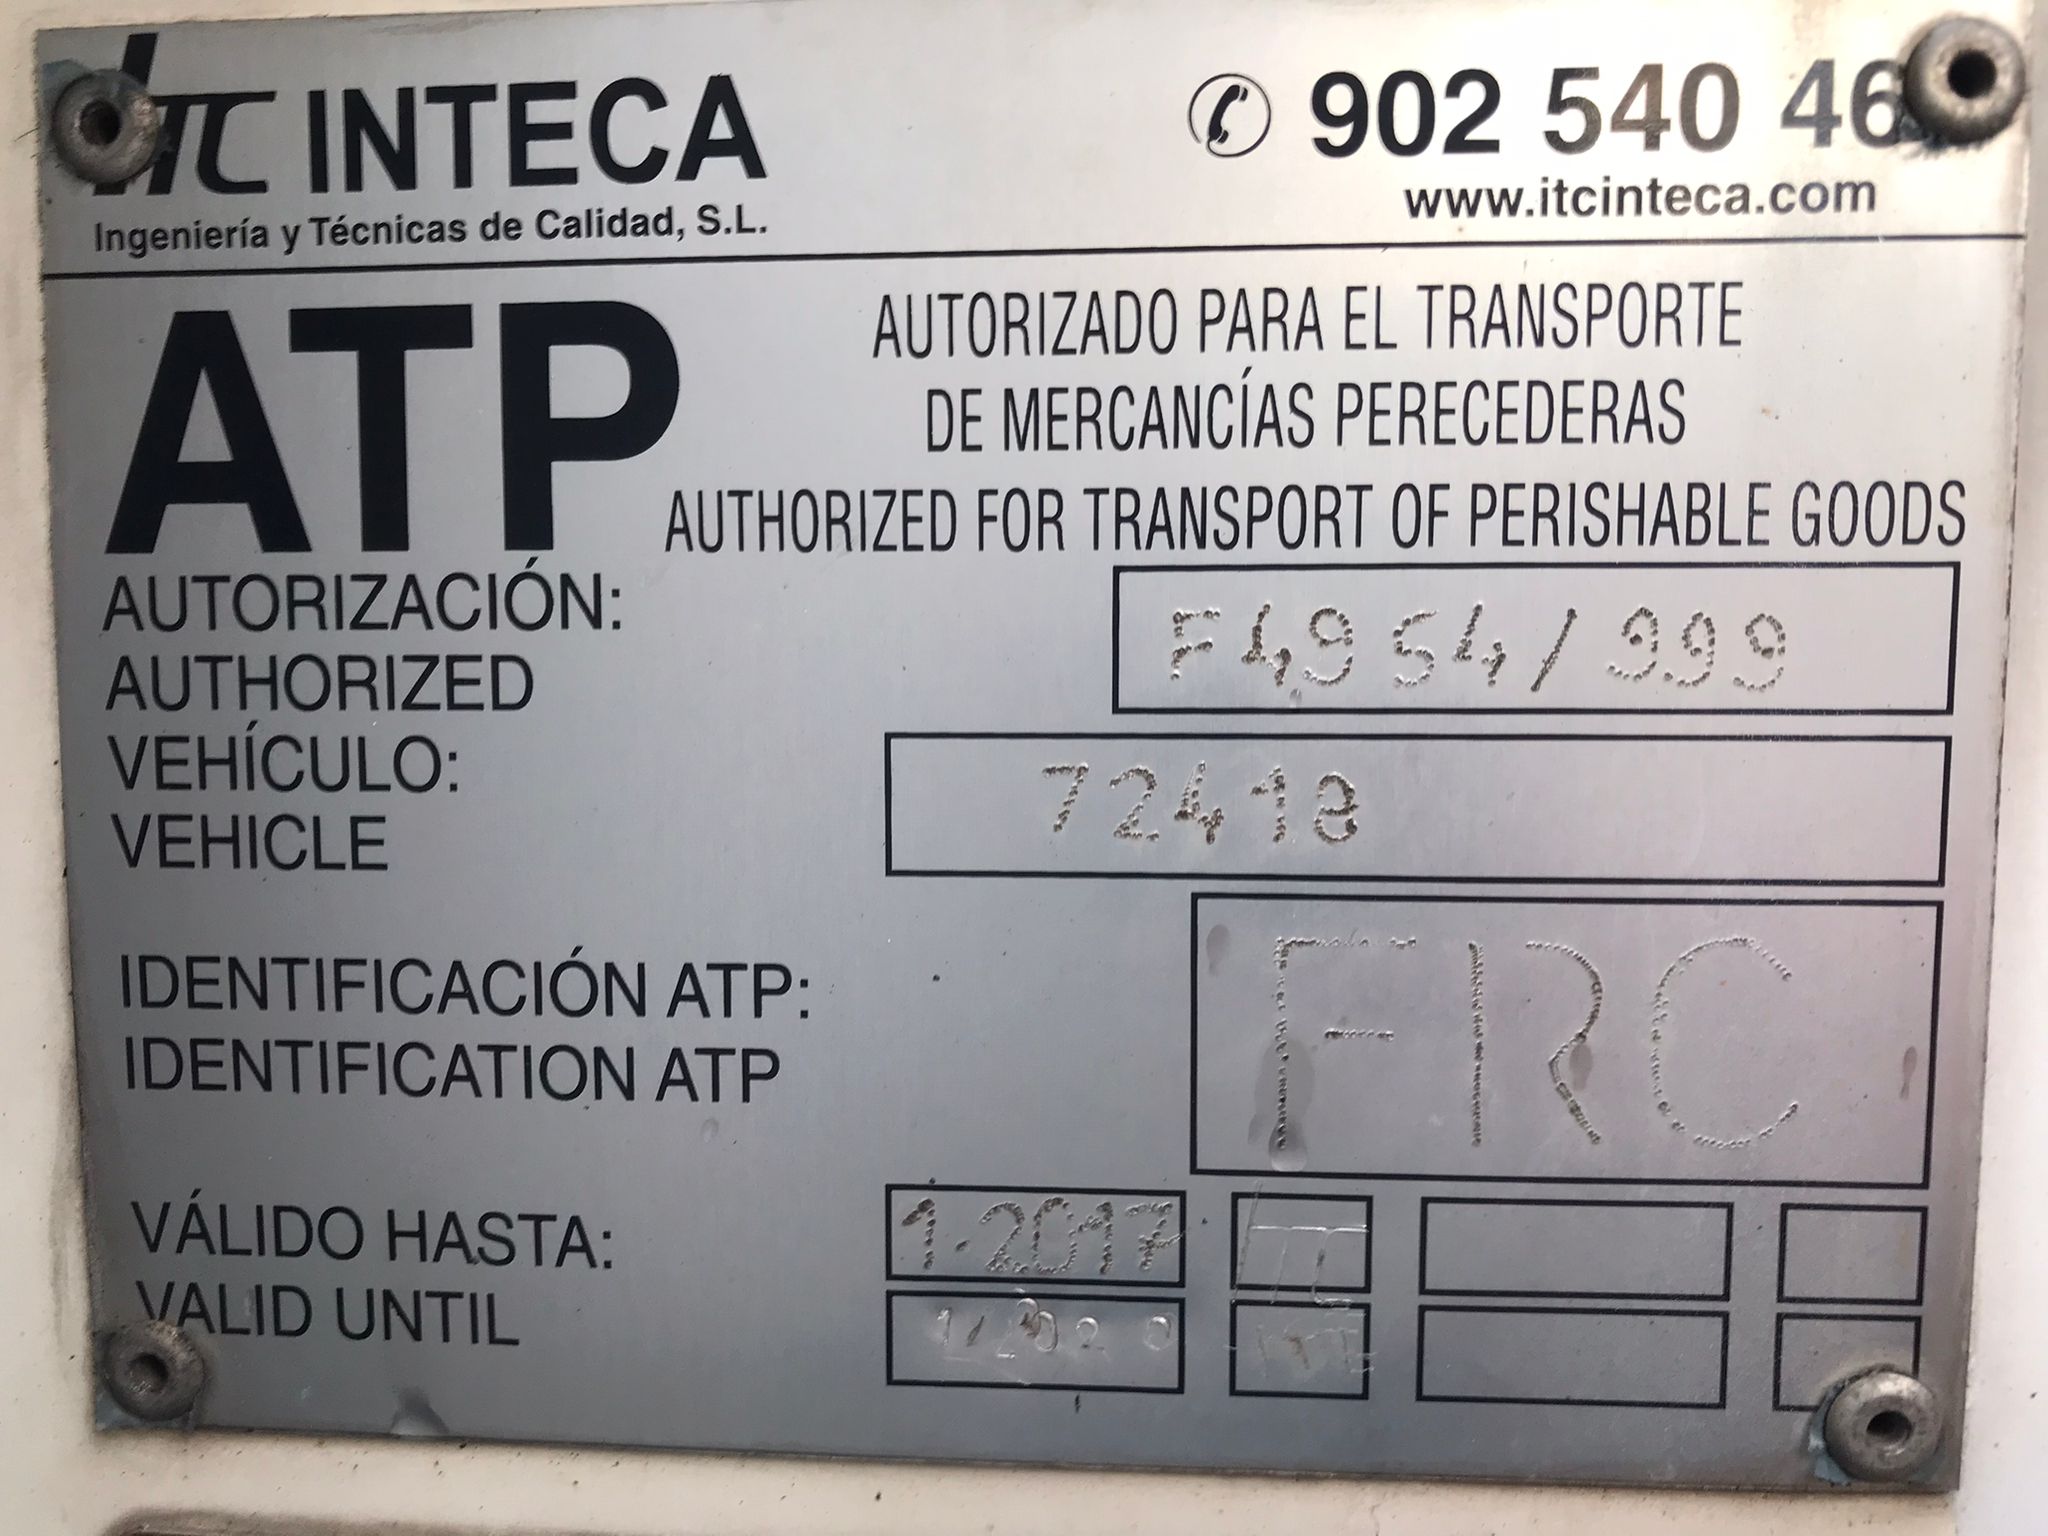 itc INTECA
Ingeniería y Técnicas de Calidad, S.L.
902 540 46
www.itcinteca.com
ATP
AUTORIZADO PARA EL TRANSPORTE
DE MERCANCÍAS PERECEDERAS
AUTHORIZED FOR TRANSPORT OF PERISHABLE GOODS
AUTORIZACIÓN:
AUTHORIZED
F4954/999
VEHÍCULO:
VEHICLE
72418
IDENTIFICACIÓN ATP:
IDENTIFICATION ATP
FRC
VÁLIDO HASTA:
VALID UNTIL
1.2017